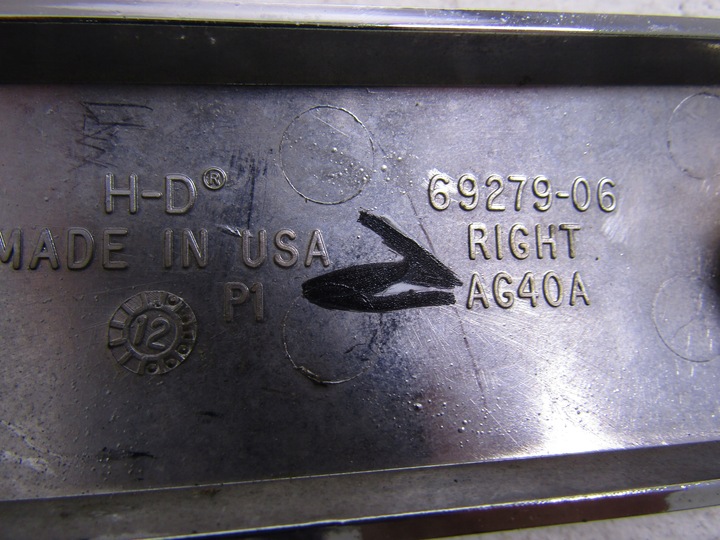 H-D®
MADE IN USA
P1
12
69279-06
RIGHT
AG40A